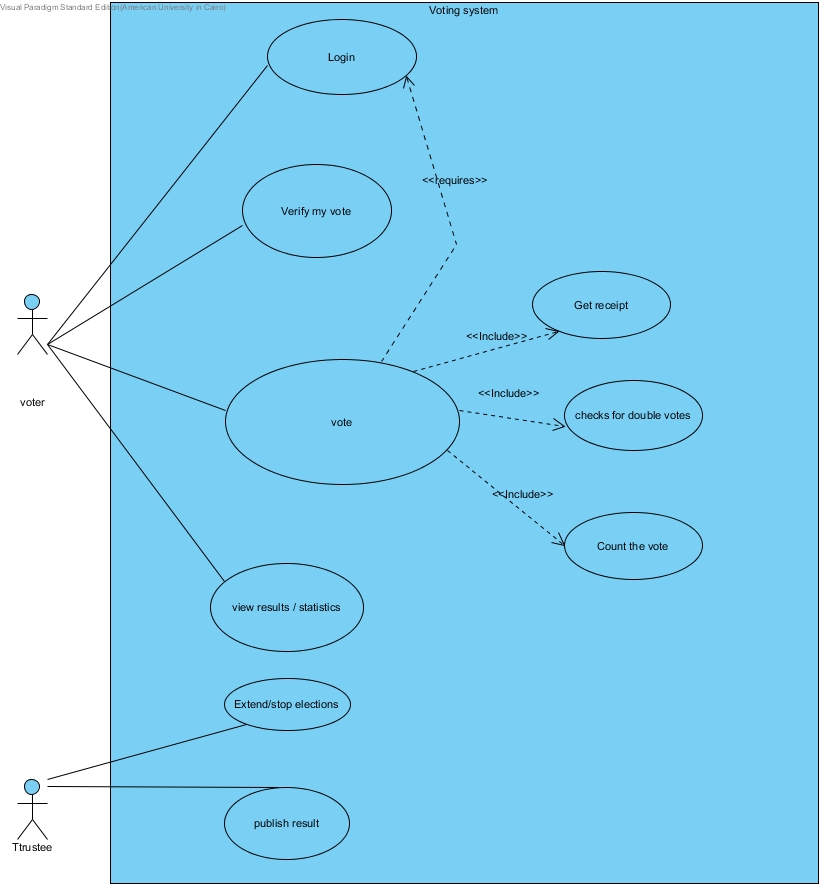 Visual Paradigm Standard Edition(American University in Cairo)
Voting system
Login
<<requires>>
Verify my vote
Get receipt
<<Include>>
voter
<<Include>>
checks for double votes
vote
<<Include>>
Count the vote
view results / statistics
Extend/stop elections
publish result
Ttrustee